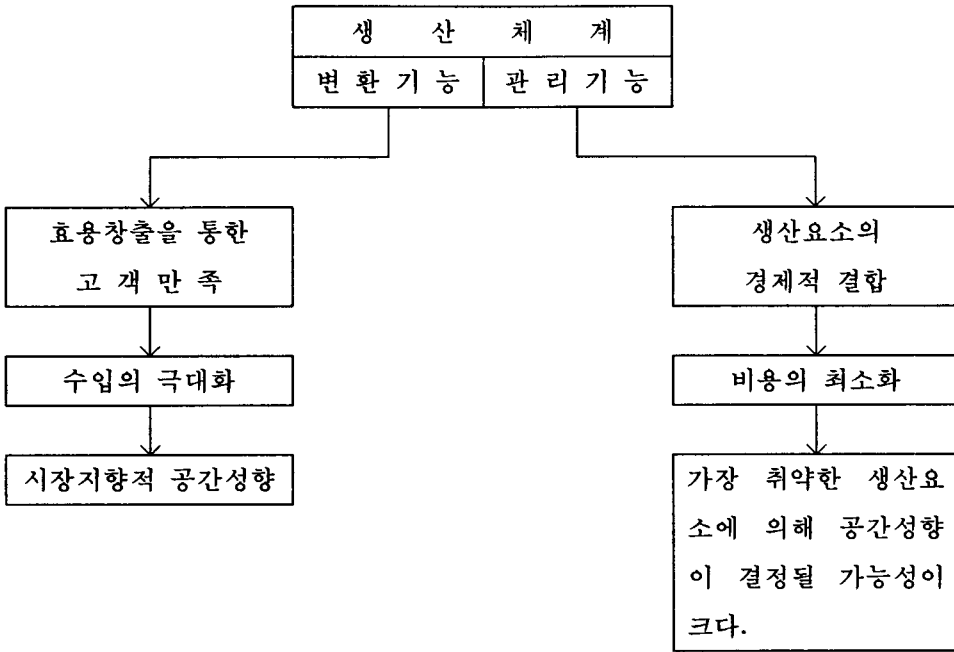 생 산 체 계
변 환 기 능 관 리 기 능
효용창출을 통한
고 객 만 족
수입의 극대화
시장지향적 공간성향
생산요소의
경제적 결합
비용의 최소화
가장 취약한 생산요
소에 의해 공간성향
이 결정될 가능성이
크다.